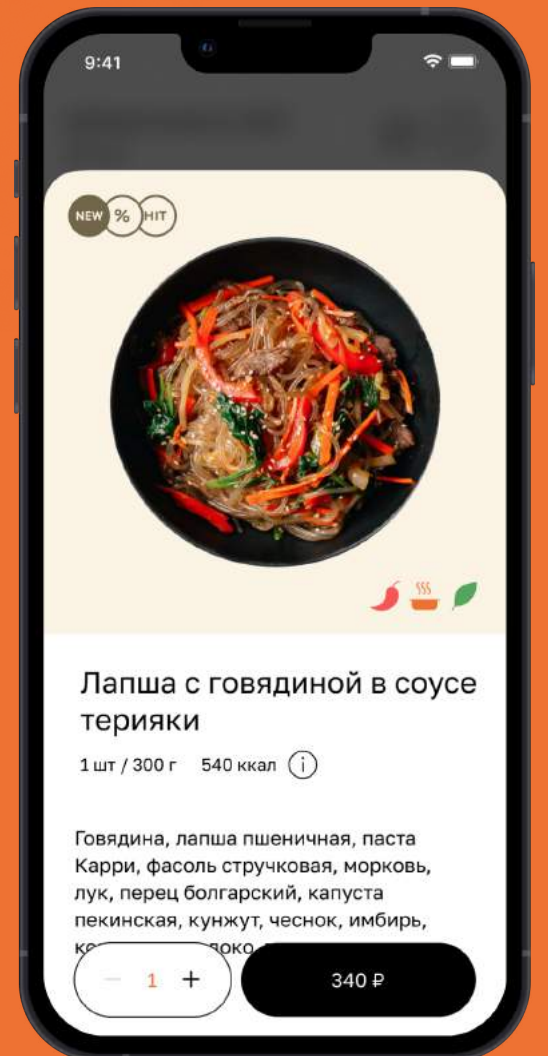 9:41
NEW % HIT
Лапша с говядиной в соусе
терияки
1 шт / 300 г 540 ккал i
Говядина, лапша пшеничная, паста
Карри, фасоль стручковая, морковь,
лук, перец болгарский, капуста
пекинская, кунжут, чеснок, имбирь,
− 1 + 340 ₽